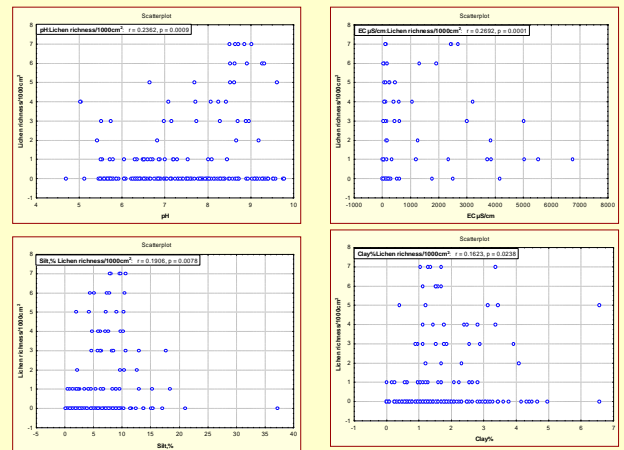 Scatterplot
pH:Lichen richness/1000cm²: r = 0.2362, p = 0.0009
Lichen richness/1000cm²
8
7
6
5
4
3
2
1
0
-1
4 5 6 7 8 9 10
pH
Scatterplot
EC µS/cm:Lichen richness/1000cm²: r = 0.2692, p = 0.0001
Lichen richness/1000cm²
8
7
6
5
4
3
2
1
0
-1
-1000 0 1000 2000 3000 4000 5000 6000 7000 8000
EC µS/cm
Scatterplot
Silt,% Lichen richness/1000cm²: r = 0.1906, p = 0.0078
Lichen richness/1000cm²
8
7
6
5
4
3
2
1
0
-1
-5 0 5 10 15 20 25 30 35 40
Silt,%
Scatterplot
Clay%Lichen richness/1000cm²: r = 0.1623, p = 0.0238
Lichen richness/1000cm²
8
7
6
5
4
3
2
1
0
-1
-1 0 1 2 3 4 5 6 7
Clay%